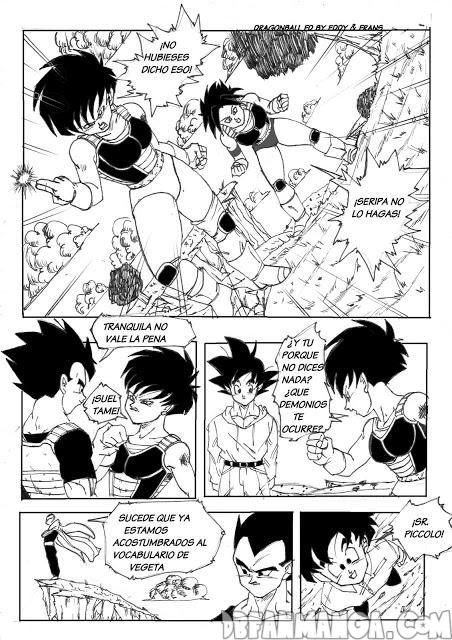 DRAGONBALL FD BY EDDY & FRANS
¡NO
HUBIESES
DICHO ESO!
¡SERIPA NO
LO HAGAS!
TRANQUILA NO
VALE LA PENA
¡SUEL
TAME!
¿Y TU
PORQUE
NO DICES
NADA?
¿QUE
DEMONIOS
TE
OCURRE?
SUCEDE QUE YA
ESTAMOS
ACOSTUMBRADOS AL
VOCABULARIO DE
VEGETA
¡SR.
PICCOLO!
DBFANMANGA.COM